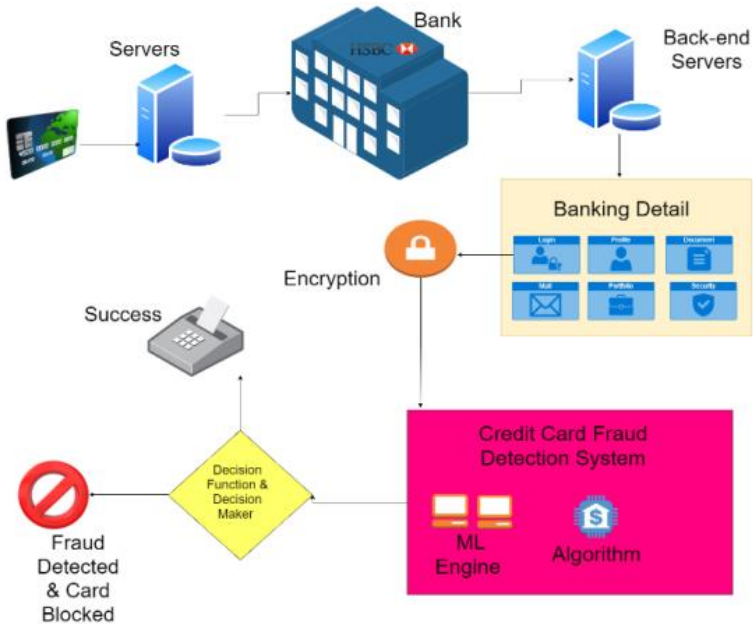 Servers
Bank
HSBC
Back-end
Servers
Banking Detail
Login
Profile
Document
Mail
Portfolio
Security
Encryption
Success
Credit Card Fraud
Detection System
ML
Engine
Algorithm
Decision
Function &
Decision
Maker
Fraud
Detected
& Card
Blocked